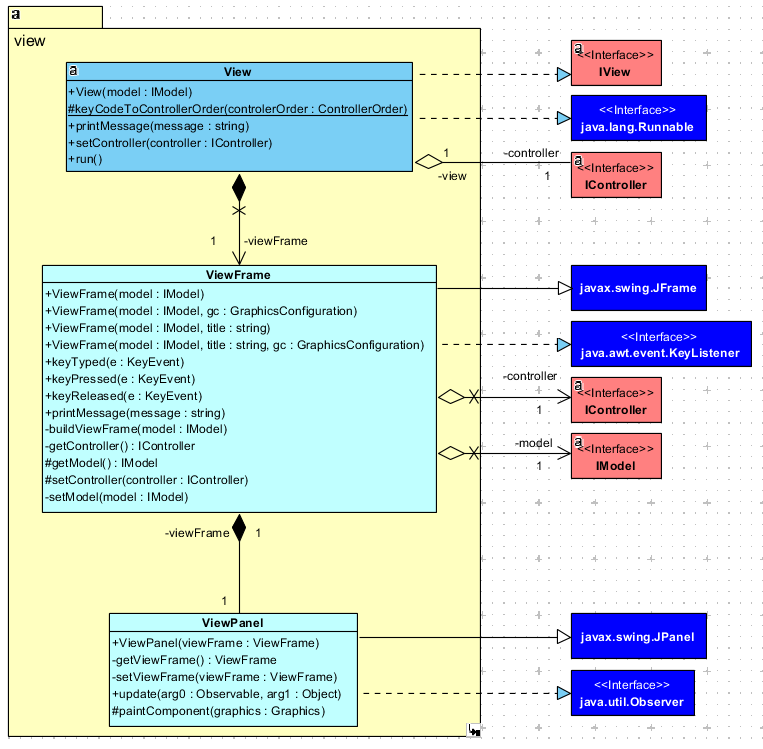 a
view
a
View
+View(model : IModel)
#keyCodeToControllerOrder(controlerOrder : ControllerOrder)
+printMessage(message : string)
+setController(controller : IController)
+run()
a
<<Interface>>
IView
<<Interface>>
java.lang.Runnable
1
-view
-controller
1
a
<<Interface>>
IController
1
-viewFrame
ViewFrame
+ViewFrame(model : IModel)
+ViewFrame(model : IModel, gc : GraphicsConfiguration)
+ViewFrame(model : IModel, title : string)
+ViewFrame(model : IModel, title : string, gc : GraphicsConfiguration)
+keyTyped(e : KeyEvent)
+keyPressed(e : KeyEvent)
+keyReleased(e : KeyEvent)
+printMessage(message : string)
-buildViewFrame(model : IModel)
-getController() : IController
#getModel() : IModel
#setController(controller : IController)
-setModel(model : IModel)
javax.swing.JFrame
<<Interface>>
java.awt.event.KeyListener
-controller
1
a
<<Interface>>
IController
-model
1
a
<<Interface>>
IModel
-viewFrame
1
1
ViewPanel
+ViewPanel(viewFrame : ViewFrame)
-getViewFrame() : ViewFrame
-setViewFrame(viewFrame : ViewFrame)
+update(arg0 : Observable, arg1 : Object)
#paintComponent(graphics : Graphics)
javax.swing.JPanel
<<Interface>>
java.util.Observer